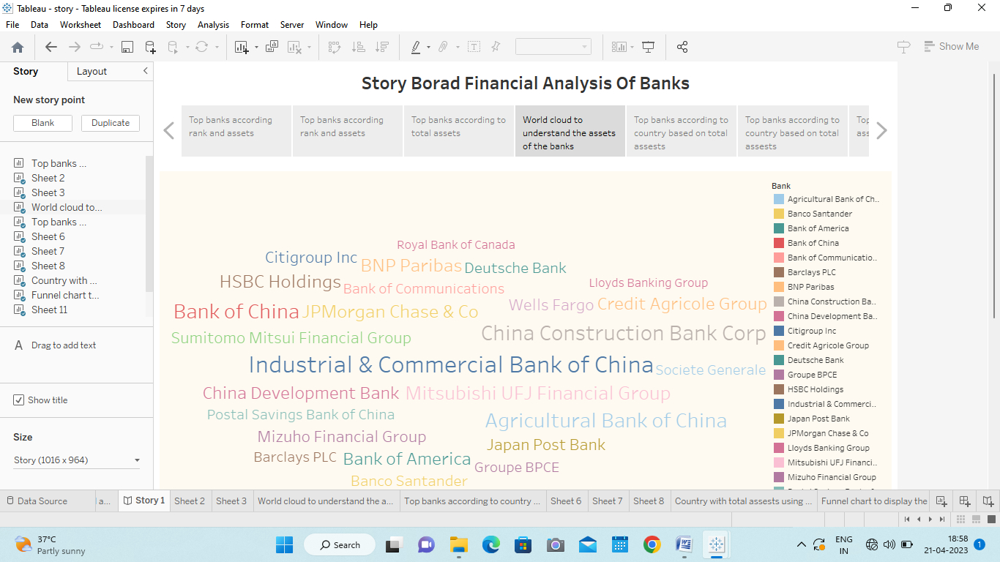 Tableau - story - Tableau license expires in 7 days
File Data Worksheet Dashboard Story Analysis Format Server Window Help
Show Me
Story Layout
New story point
Blank Duplicate
Top banks ...
Sheet 2
Sheet 3
World cloud to...
Top banks ...
Sheet 6
Sheet 7
Sheet 8
Country with ...
Funnel chart t...
Sheet 11
A Drag to add text
Show title
Size
Story (1016 x 964)
Story Borad Financial Analysis Of Banks
Top banks according
rank and assets
Top banks according
rank and assets
Top banks according to
total assets
World cloud to
understand the assets
of the banks
Top banks according to
country based on total
assests
Top banks according to
country based on total
assests
Royal Bank of Canada
Citigroup Inc
BNP Paribas
Deutsche Bank
HSBC Holdings
Bank of Communications
Lloyds Banking Group
Bank of China
JPMorgan Chase & Co
Wells Fargo
Credit Agricole Group
Sumitomo Mitsui Financial Group
China Construction Bank Corp
Industrial & Commercial Bank of China
Societe Generale
China Development Bank
Mitsubishi UFJ Financial Group
Postal Savings Bank of China
Agricultural Bank of China
Mizuho Financial Group
Japan Post Bank
Barclays PLC
Bank of America
Groupe BPCE
Banco Santander
Bank
Agricultural Bank of Ch..
Banco Santander
Bank of America
Bank of China
Bank of Communicatio..
Barclays PLC
BNP Paribas
China Construction Ba..
China Development Ba..
Citigroup Inc
Credit Agricole Group
Deutsche Bank
Groupe BPCE
HSBC Holdings
Industrial & Commerci..
Japan Post Bank
JPMorgan Chase & Co
Lloyds Banking Group
Mitsubishi UFJ Financi..
Mizuho Financial Group
Data Source a... Story 1 Sheet 2 Sheet 3 World cloud to understand the a... Top banks according to country ... Sheet 6 Sheet 7 Sheet 8 Country with total assests using ... Funnel chart to display the
37°C
Partly sunny
Search
ENG
IN
18:58
21-04-2023
1